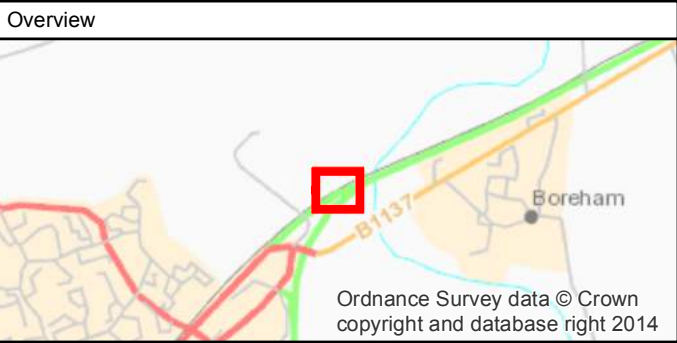 Overview
Boreham
B1137
Ordnance Survey data © Crown
copyright and database right 2014